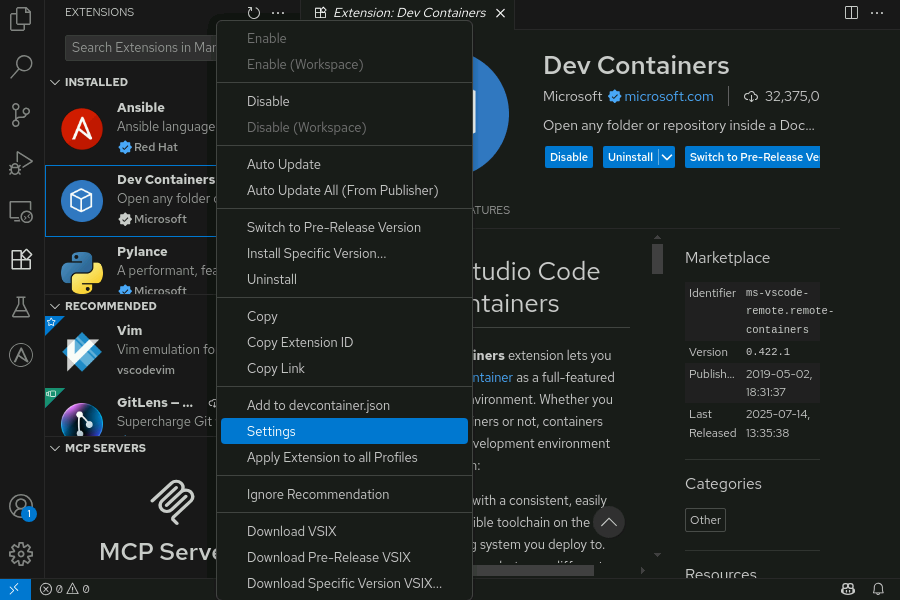 EXTENSIONS
Search Extensions in Mar
INSTALLED
Ansible
Ansible language
Red Hat
Dev Containers
Open any folder o
Microsoft
Pylance
A performant, fea
Microsoft
RECOMMENDED
Vim
Vim emulation fo
vscodevim
GitLens — ...
Supercharge Git
MCP SERVERS
MCP Serve
1
0 0
Enable
Enable (Workspace)
Disable
Disable (Workspace)
Auto Update
Auto Update All (From Publisher)
Switch to Pre-Release Version
Install Specific Version...
Uninstall
Copy
Copy Extension ID
Copy Link
Add to devcontainer.json
Settings
Apply Extension to all Profiles
Ignore Recommendation
Download VSIX
Download Pre-Release VSIX
Download Specific Version VSIX...
Extension: Dev Containers
Dev Containers
Microsoft microsoft.com 32,375,0
Open any folder or repository inside a Doc...
Disable Uninstall Switch to Pre-Release Ve
ATURES
tudio Code
ntainers
iners extension lets you
ntainer as a full-featured
nvironment. Whether you
iners or not, containers
velopment environment
n:
with a consistent, easily
ible toolchain on the
g system you deploy to.
Marketplace
Identifier ms-vscode-
remote.remote-
containers
Version 0.422.1
Publish... 2019-05-02,
18:31:37
Last 2025-07-14,
Released 13:35:38
Categories
Other
Resources